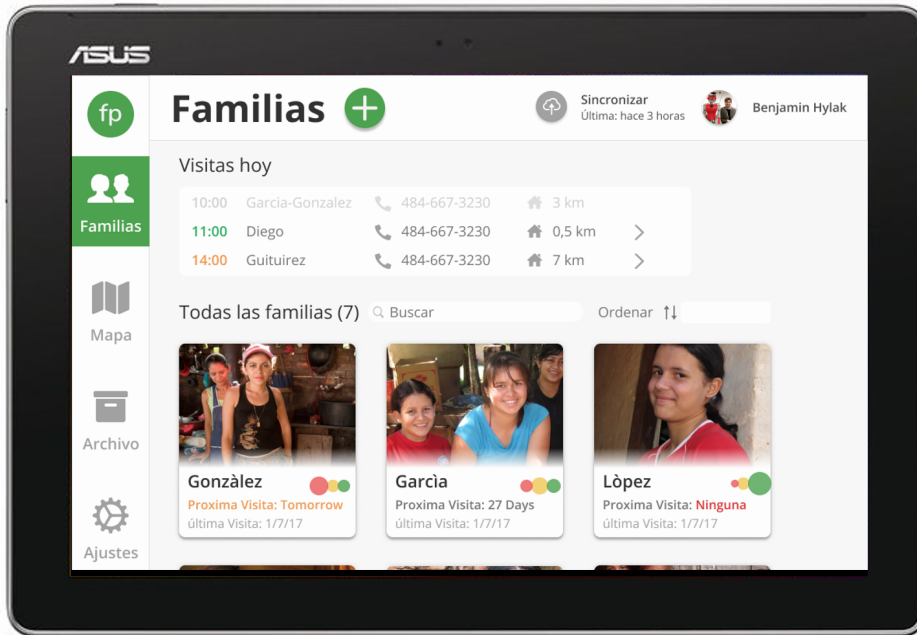 ASUS
fp
Familias
Sincronizar
Última: hace 3 horas
Benjamin Hylak
Familias
Mapa
Archivo
Ajustes
Visitas hoy
10:00 Garcia-Gonzalez 484-667-3230 3 km
11:00 Diego 484-667-3230 0,5 km
14:00 Guituirez 484-667-3230 7 km
Todas las familias (7)
Buscar
Ordenar
Gonzàlez
Proxima Visita: Tomorrow
última Visita: 1/7/17
Garcìa
Proxima Visita: 27 Days
última Visita: 1/7/17
Lòpez
Proxima Visita: Ninguna
última Visita: 1/7/17